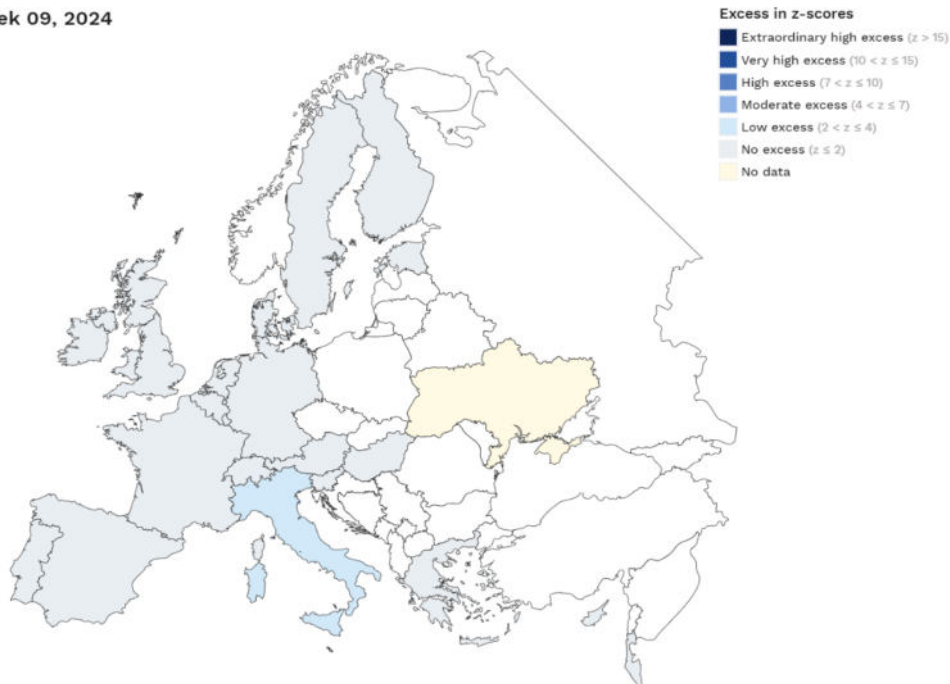 ek 09, 2024
Excess in z-scores
Extraordinary high excess (z > 15)
Very high excess (10 < z ≤ 15)
High excess (7 < z ≤ 10)
Moderate excess (4 < z ≤ 7)
Low excess (2 < z ≤ 4)
No excess (z ≤ 2)
No data